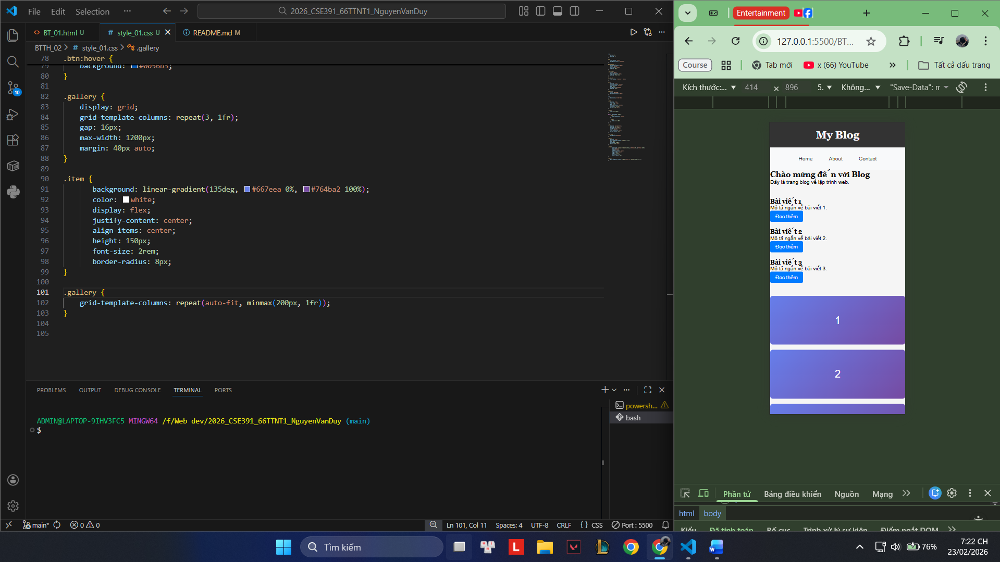 File Edit Selection ···
2026_CSE391_66TTNT1_NguyenVanDuy
BT_01.html U
# style_01.css U
README.md M
BTTH_02 > # style_01.css > .gallery
78 .btn:hover {
79 background: #0056b3;
80 }
81
82 .gallery {
83 display: grid;
84 grid-template-columns: repeat(3, 1fr);
85 gap: 16px;
86 max-width: 1200px;
87 margin: 40px auto;
88 }
89
90 .item {
91 background: linear-gradient(135deg, #667eea 0%, #764ba2 100%);
92 color: white;
93 display: flex;
94 justify-content: center;
95 align-items: center;
96 height: 150px;
97 font-size: 2rem;
98 border-radius: 8px;
99 }
100
101 .gallery {
102 grid-template-columns: repeat(auto-fit, minmax(200px, 1fr));
103 }
104
105
PROBLEMS OUTPUT DEBUG CONSOLE TERMINAL PORTS
powersh...
bash
ADMIN@LAPTOP-9IHV3FC5 MINGW64 /f/Web dev/2026_CSE391_66TTNT1_NguyenVanDuy (main)
$
10
main* 0 0
Ln 101, Col 11 Spaces: 4 UTF-8 CRLF { } CSS Port : 5500
Entertainment
127.0.0.1:5500/BT...
Course
Tab mới
x (66) YouTube
Tất cả dấu trang
Kích thước:... 414 × 896 5. Không... "Save-Data": m
My Blog
Home About Contact
Chào mừng đến với Blog
Đây là trang blog về lập trình web.
Bài viết 1
Mô tả ngắn về bài viết 1.
Đọc thêm
Bài viết 2
Mô tả ngắn về bài viết 2.
Đọc thêm
Bài viết 3
Mô tả ngắn về bài viết 3.
Đọc thêm
1
2
Phần tử Bảng điều khiển Nguồn Mạng
html body
Kiểu Đã tính toán Bố cục Trình xử lý sự kiện Điểm ngắt DOM
Tìm kiếm
L
76%
7:22 CH
23/02/2026